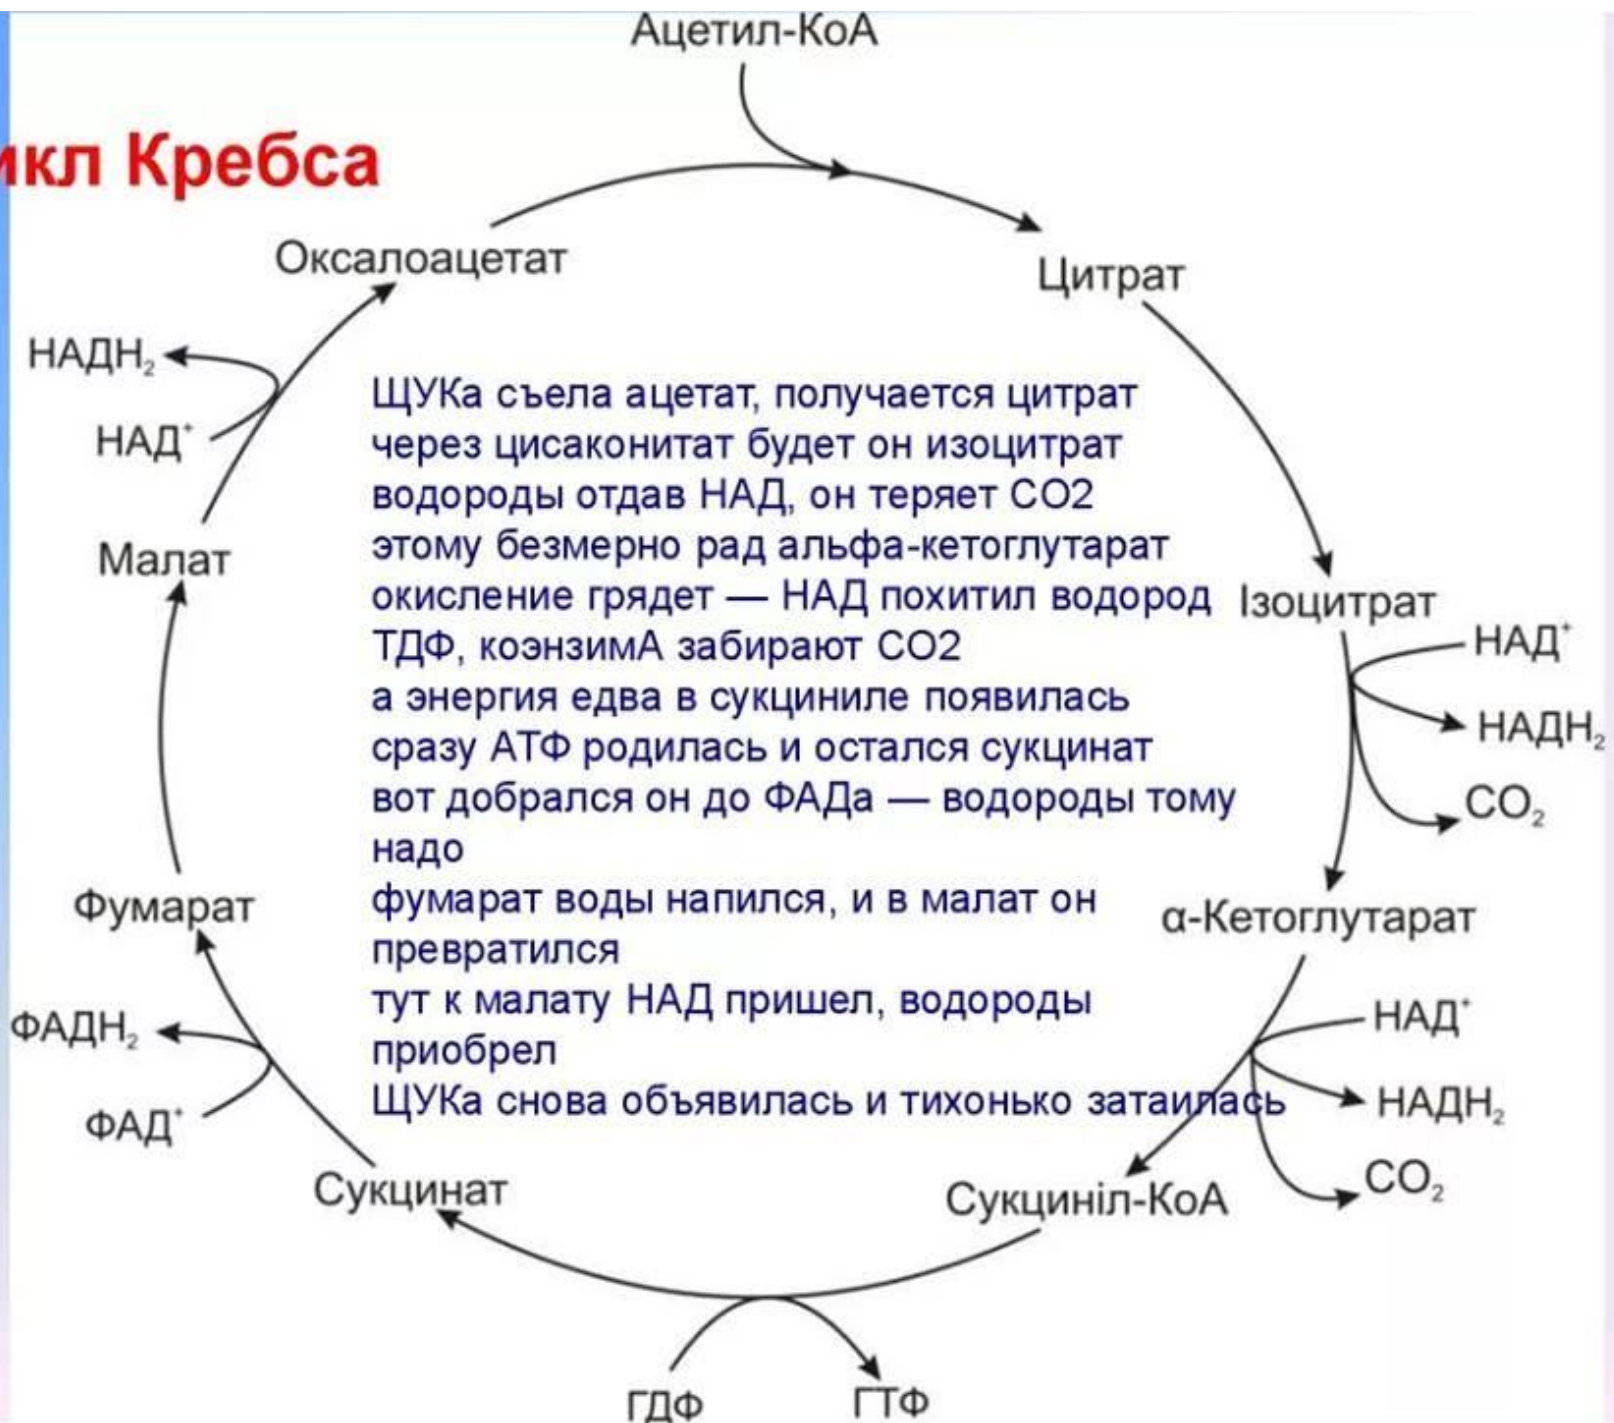 Ацетил-КоА
икл Кребса
Оксалоацетат
Цитрат
НАДН₂
НАД⁺
ЩУКа съела ацетат, получается цитрат
через цисаконитат будет он изоцитрат
водороды отдав НАД, он теряет СО2
этому безмерно рад альфа-кетоглутарат
окисление грядет — НАД похитил водород
ТДФ, коэнзимА забирают СО2
а энергия едва в сукциниле появилась
сразу АТФ родилась и остался сукцинат
вот добрался он до ФАДа — водороды тому
надо
фумарат воды напился, и в малат он
превратился
тут к малату НАД пришел, водороды
приобрел
ЩУКа снова объявилась и тихонько затаилась
Малат
Ізоцитрат
НАД⁺
НАДН₂
СО₂
Фумарат
α-Кетоглутарат
ФАДН₂
ФАД⁺
НАД⁺
НАДН₂
СО₂
Сукцинат
Сукциніл-КоА
ГДФ
ГТФ